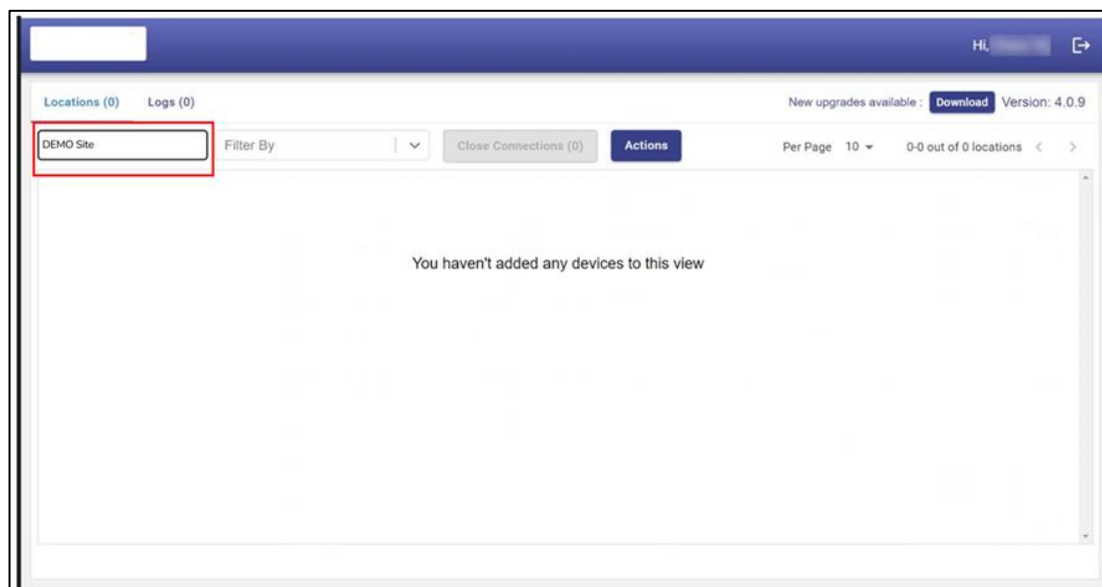 Hi,
Locations (0) Logs (0) New upgrades available : Download Version: 4.0.9
DEMO Site Filter By Close Connections (0) Actions Per Page 10 0-0 out of 0 locations
You haven't added any devices to this view